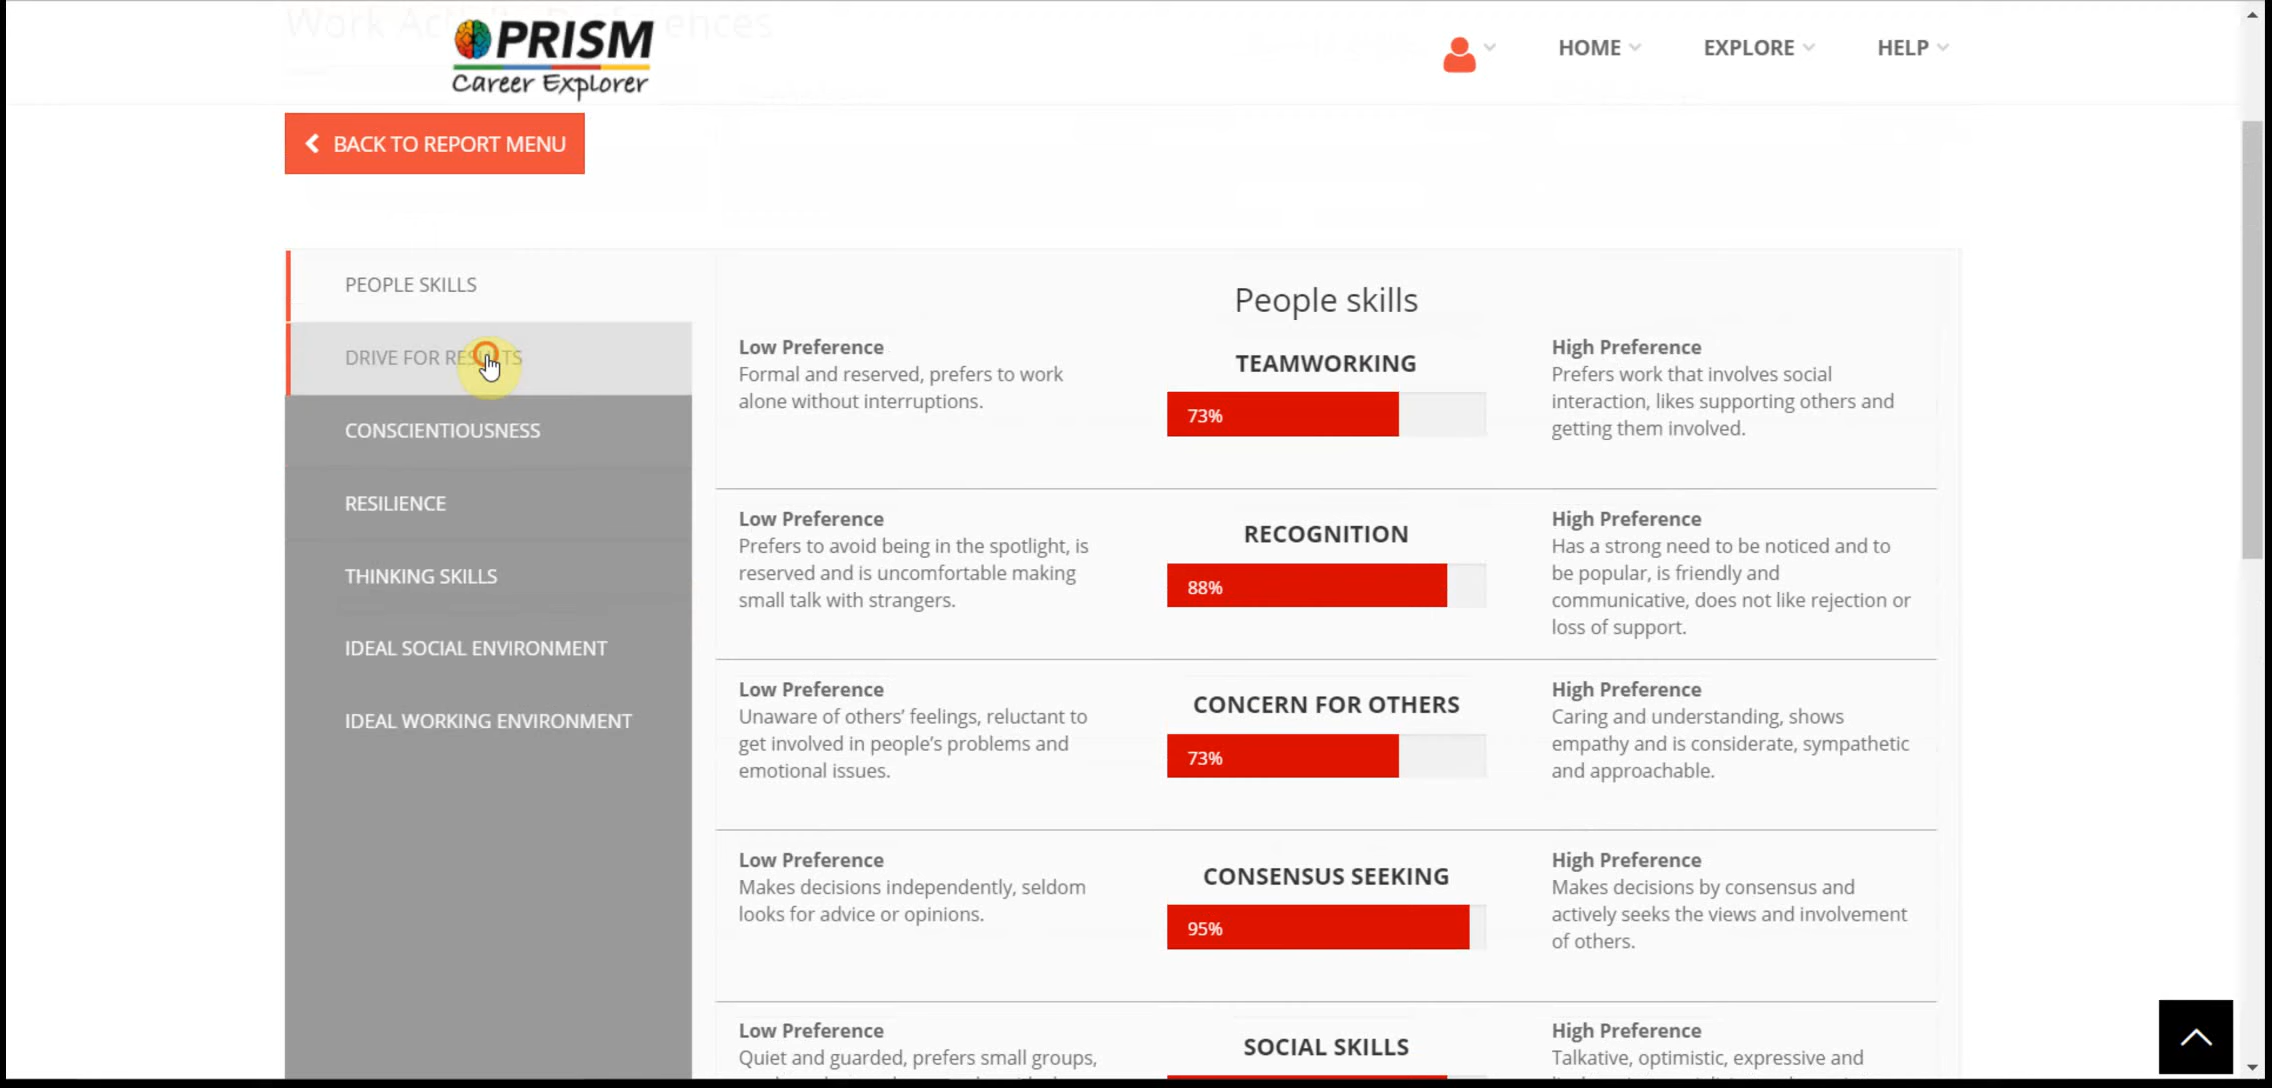 Work Activity Preferences
PRISM
Career Explorer
HOME
EXPLORE
HELP
BACK TO REPORT MENU
PEOPLE SKILLS
DRIVE FOR RESULTS
CONSCIENTIOUSNESS
RESILIENCE
THINKING SKILLS
IDEAL SOCIAL ENVIRONMENT
IDEAL WORKING ENVIRONMENT
People skills
Low Preference
Formal and reserved, prefers to work
alone without interruptions.
TEAMWORKING
73%
High Preference
Prefers work that involves social
interaction, likes supporting others and
getting them involved.
Low Preference
Prefers to avoid being in the spotlight, is
reserved and is uncomfortable making
small talk with strangers.
RECOGNITION
88%
High Preference
Has a strong need to be noticed and to
be popular, is friendly and
communicative, does not like rejection or
loss of support.
Low Preference
Unaware of others’ feelings, reluctant to
get involved in people’s problems and
emotional issues.
CONCERN FOR OTHERS
73%
High Preference
Caring and understanding, shows
empathy and is considerate, sympathetic
and approachable.
Low Preference
Makes decisions independently, seldom
looks for advice or opinions.
CONSENSUS SEEKING
95%
High Preference
Makes decisions by consensus and
actively seeks the views and involvement
of others.
Low Preference
Quiet and guarded, prefers small groups,
SOCIAL SKILLS
High Preference
Talkative, optimistic, expressive and